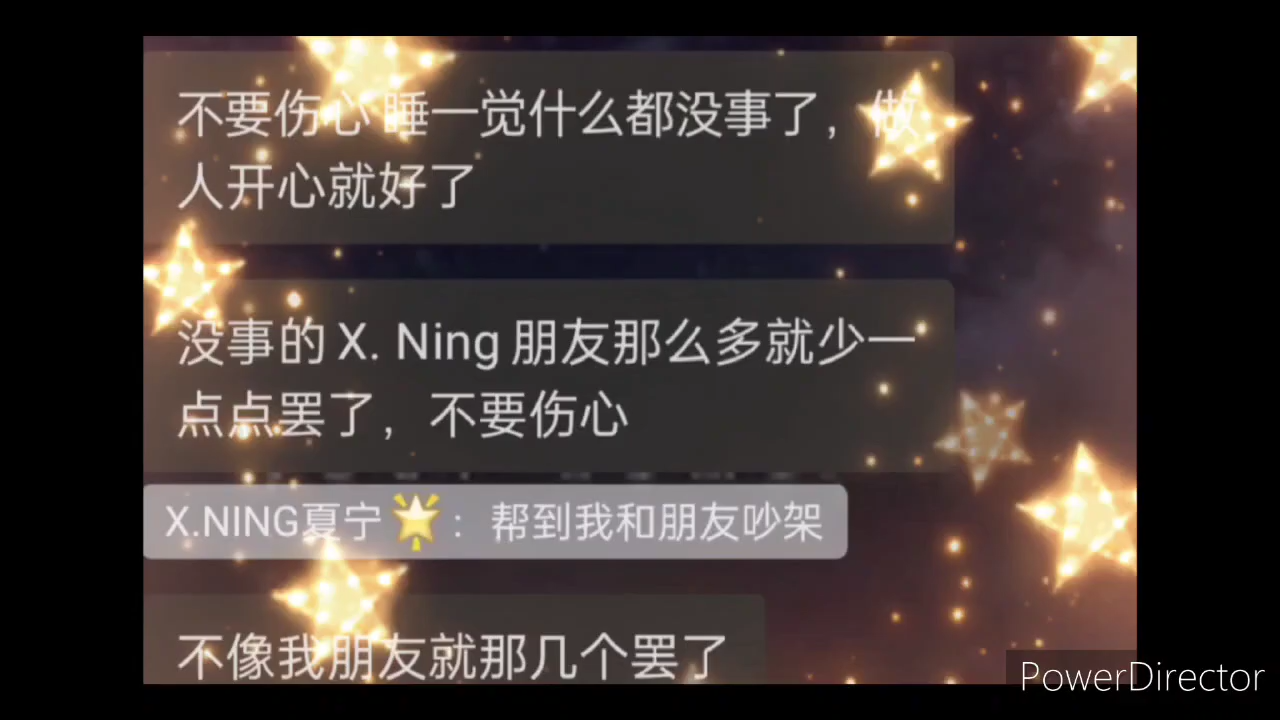 不要伤心 睡一觉什么都没事了，做
人开心就好了
没事的 X. Ning 朋友那么多就少一
点点罢了，不要伤心
X.NING夏宁🌟：帮到我和朋友吵架
不像我朋友就那几个罢了
PowerDirector